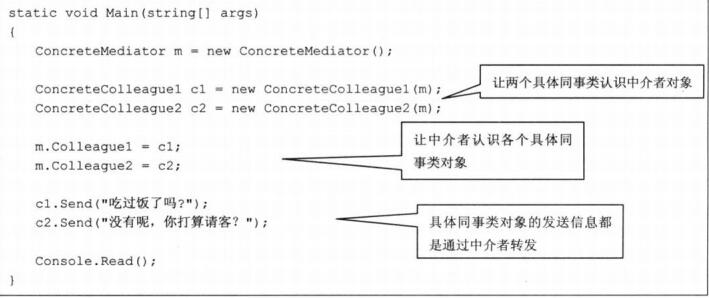 static void Main(string[] args)
{
ConcreteMediator m = new ConcreteMediator();
ConcreteColleague1 c1 = new ConcreteColleague1(m);
ConcreteColleague2 c2 = new ConcreteColleague2(m);
让两个具体同事类认识中介者对象
m.Colleague1 = c1;
m.Colleague2 = c2;
让中介者认识各个具体同
事类对象
c1.Send("吃过饭了吗?");
c2.Send("没有呢，你打算请客？");
具体同事类对象的发送信息都
是通过中介者转发
Console.Read();
}